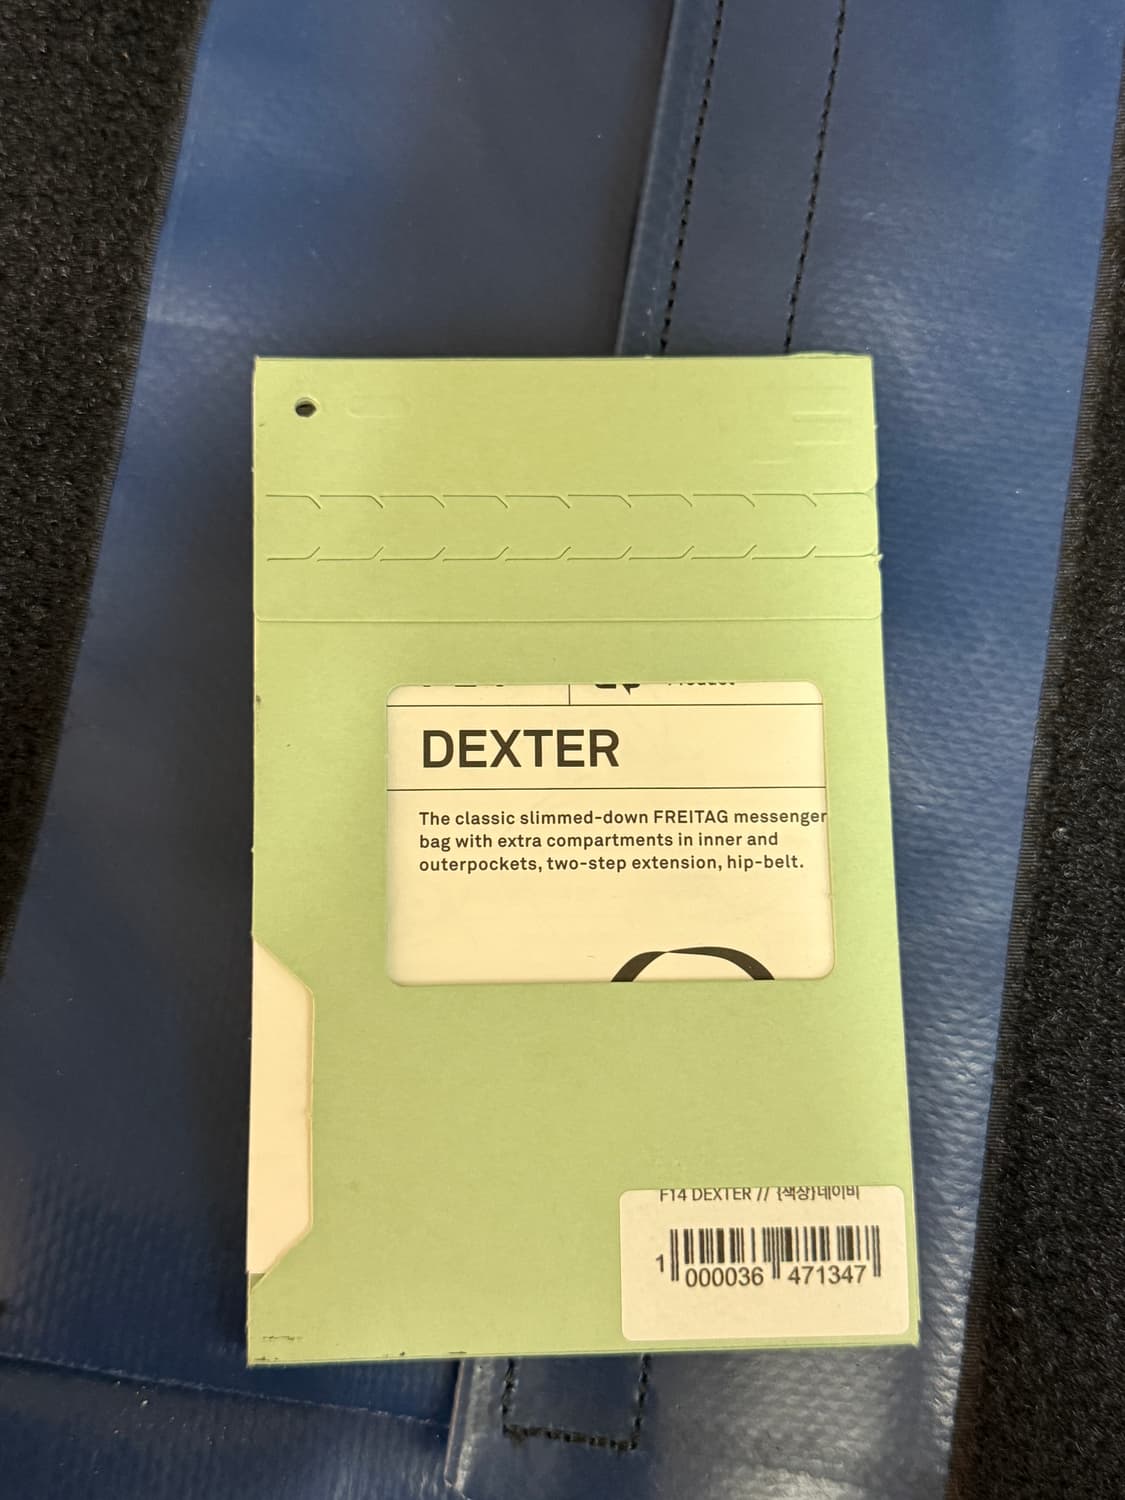 DEXTER
The classic slimmed-down FREITAG messenger
bag with extra compartments in inner and
outerpockets, two-step extension, hip-belt.
F14 DEXTER // {색상}네이비
1 000036 471347